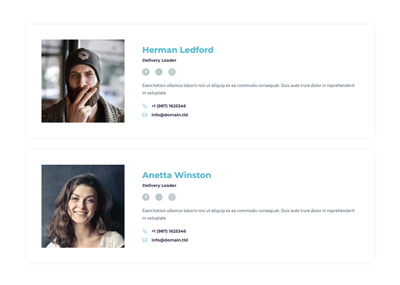 Herman Ledford
Delivery Leader
Exercitation ullamco laboris nisi ut aliquip ex ea commodo consequat. Duis aute irure dolor in reprehenderit
in voluptate
+1 (987) 1625346
info@domain.tld
Anetta Winston
Delivery Leader
Exercitation ullamco laboris nisi ut aliquip ex ea commodo consequat. Duis aute irure dolor in reprehenderit
in voluptate
+1 (987) 1625346
info@domain.tld